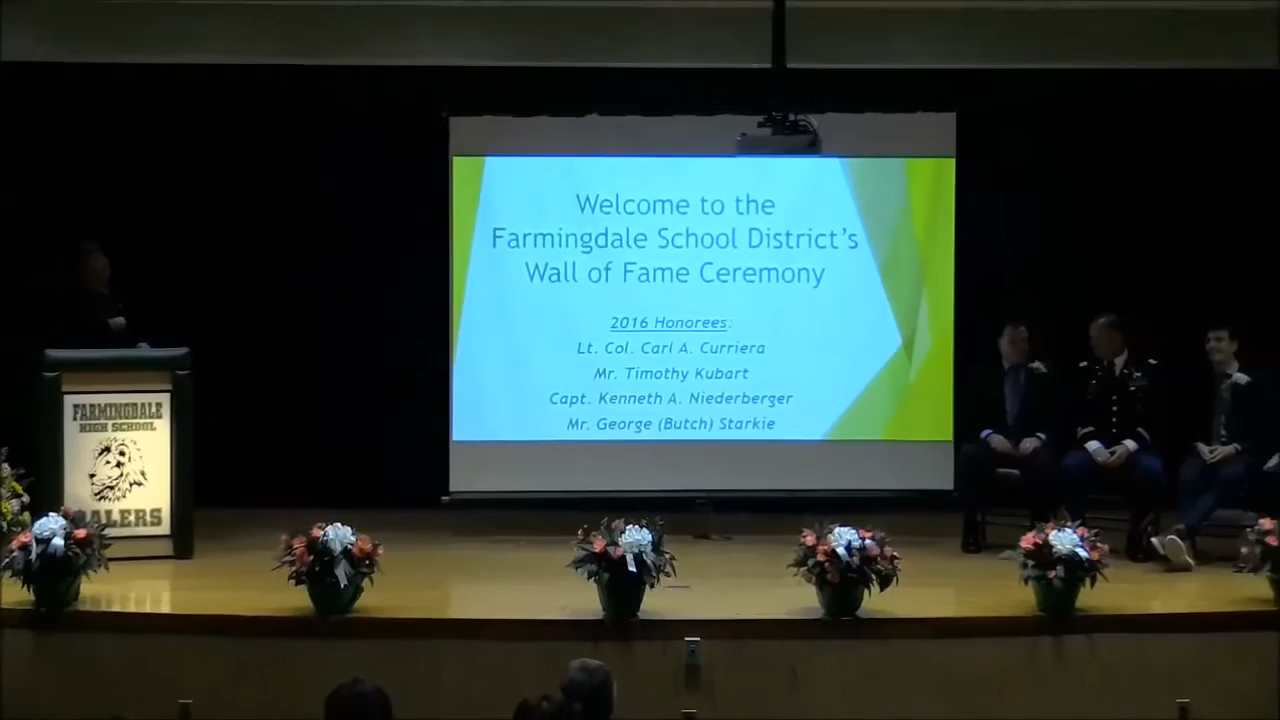 Welcome to the
Farmingdale School District's
Wall of Fame Ceremony
2016 Honorees:
Lt. Col. Carl A. Curriera
Mr. Timothy Kubart
Capt. Kenneth A. Niederberger
Mr. George (Butch) Starkie
FARMINGDALE
HIGH SCHOOL